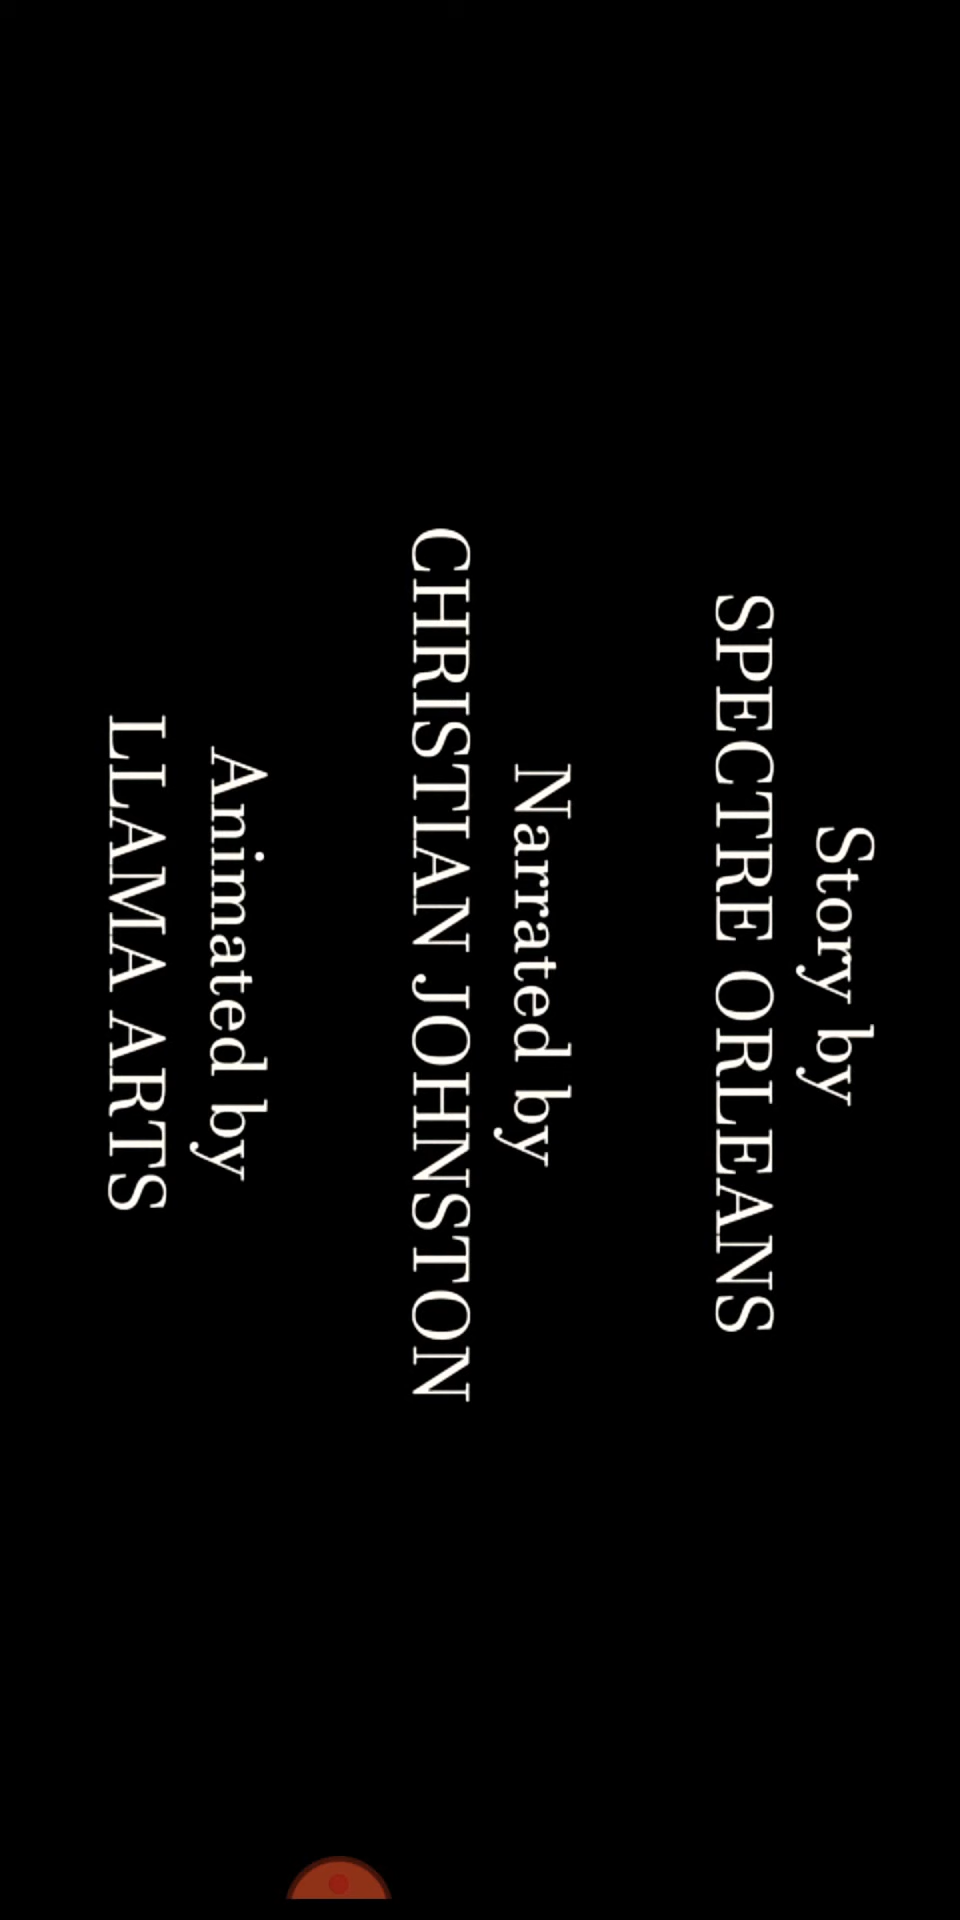 Story by
SPECTRE ORLEANS
Narrated by
CHRISTIAN JOHNSTON
Animated by
LLAMA ARTS